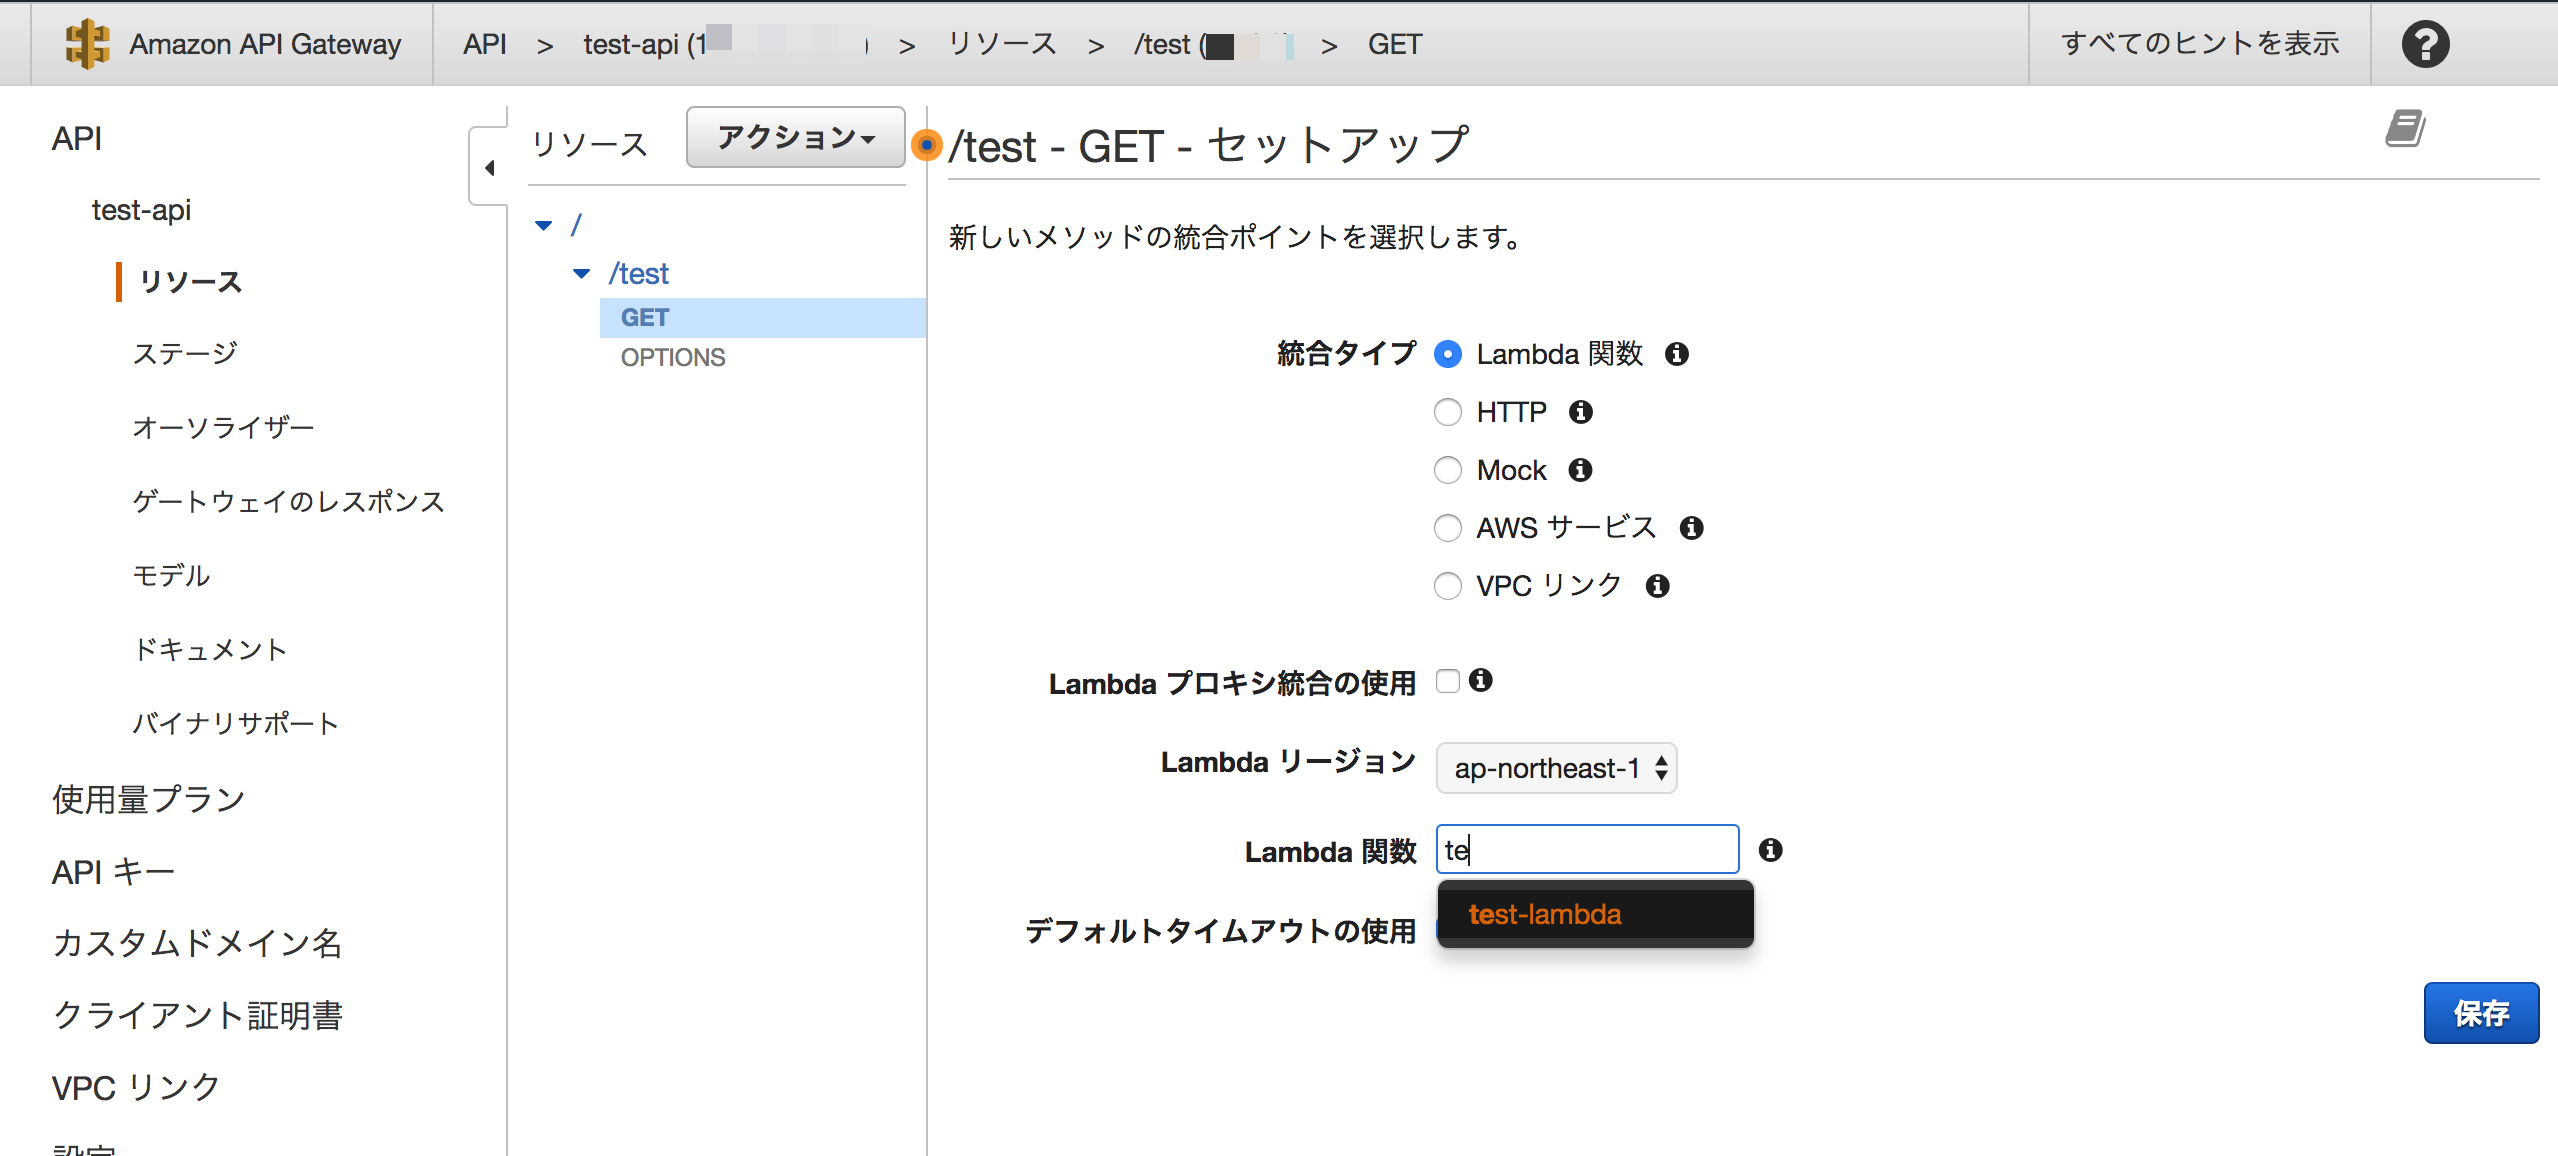 Amazon API Gateway
API > test-api (1 ) > リソース > /test ( > GET
すべてのヒントを表示
API
test-api
リソース
ステージ
オーソライザー
ゲートウェイのレスポンス
モデル
ドキュメント
バイナリサポート
使用量プラン
API キー
カスタムドメイン名
クライアント証明書
VPC リンク
設定
リソース
アクション
/
/test
GET
OPTIONS
/test - GET - セットアップ
新しいメソッドの統合ポイントを選択します。
統合タイプ
Lambda 関数
HTTP
Mock
AWS サービス
VPC リンク
Lambda プロキシ統合の使用
Lambda リージョン
ap-northeast-1
Lambda 関数
te
test-lambda
デフォルトタイムアウトの使用
保存